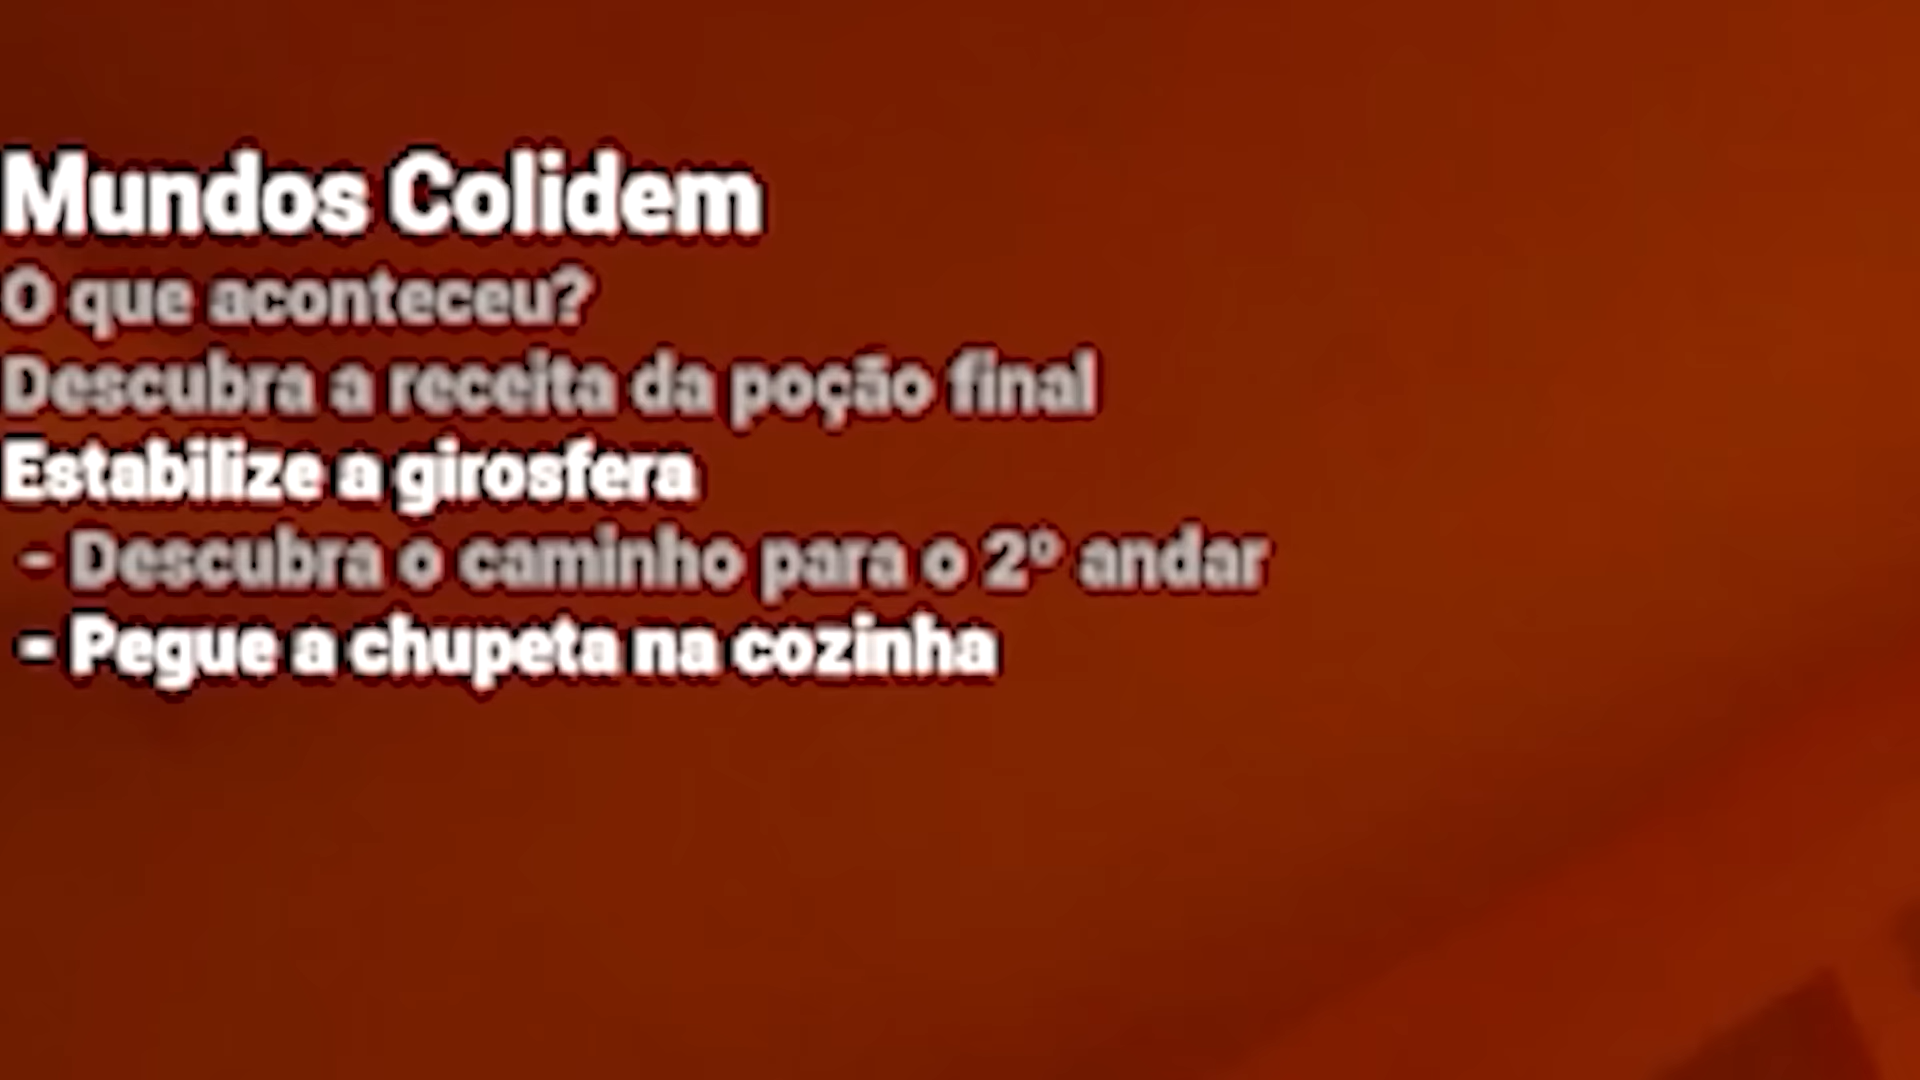 Mundos Colidem
O que aconteceu?
Descubra a receita da poção final
Estabilize a girosfera
- Descubra o caminho para o 2º andar
- Pegue a chupeta na cozinha